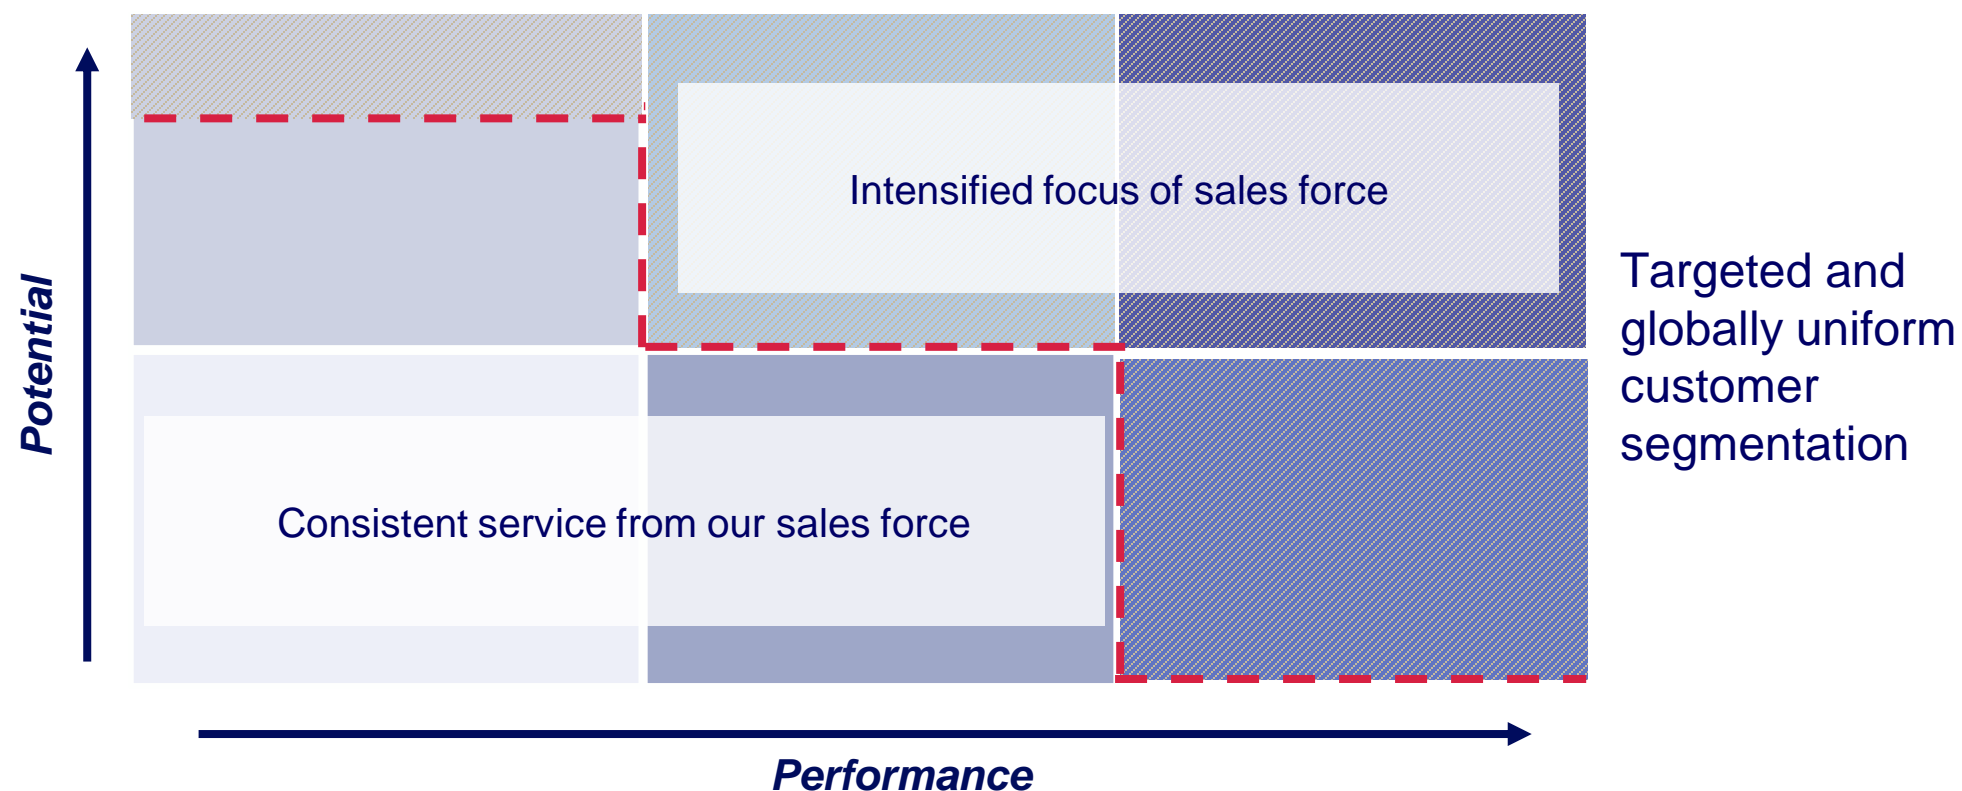 Intensified focus of sales force
Potential
Targeted and
globally uniform
customer
segmentation
Consistent service from our sales force
Performance